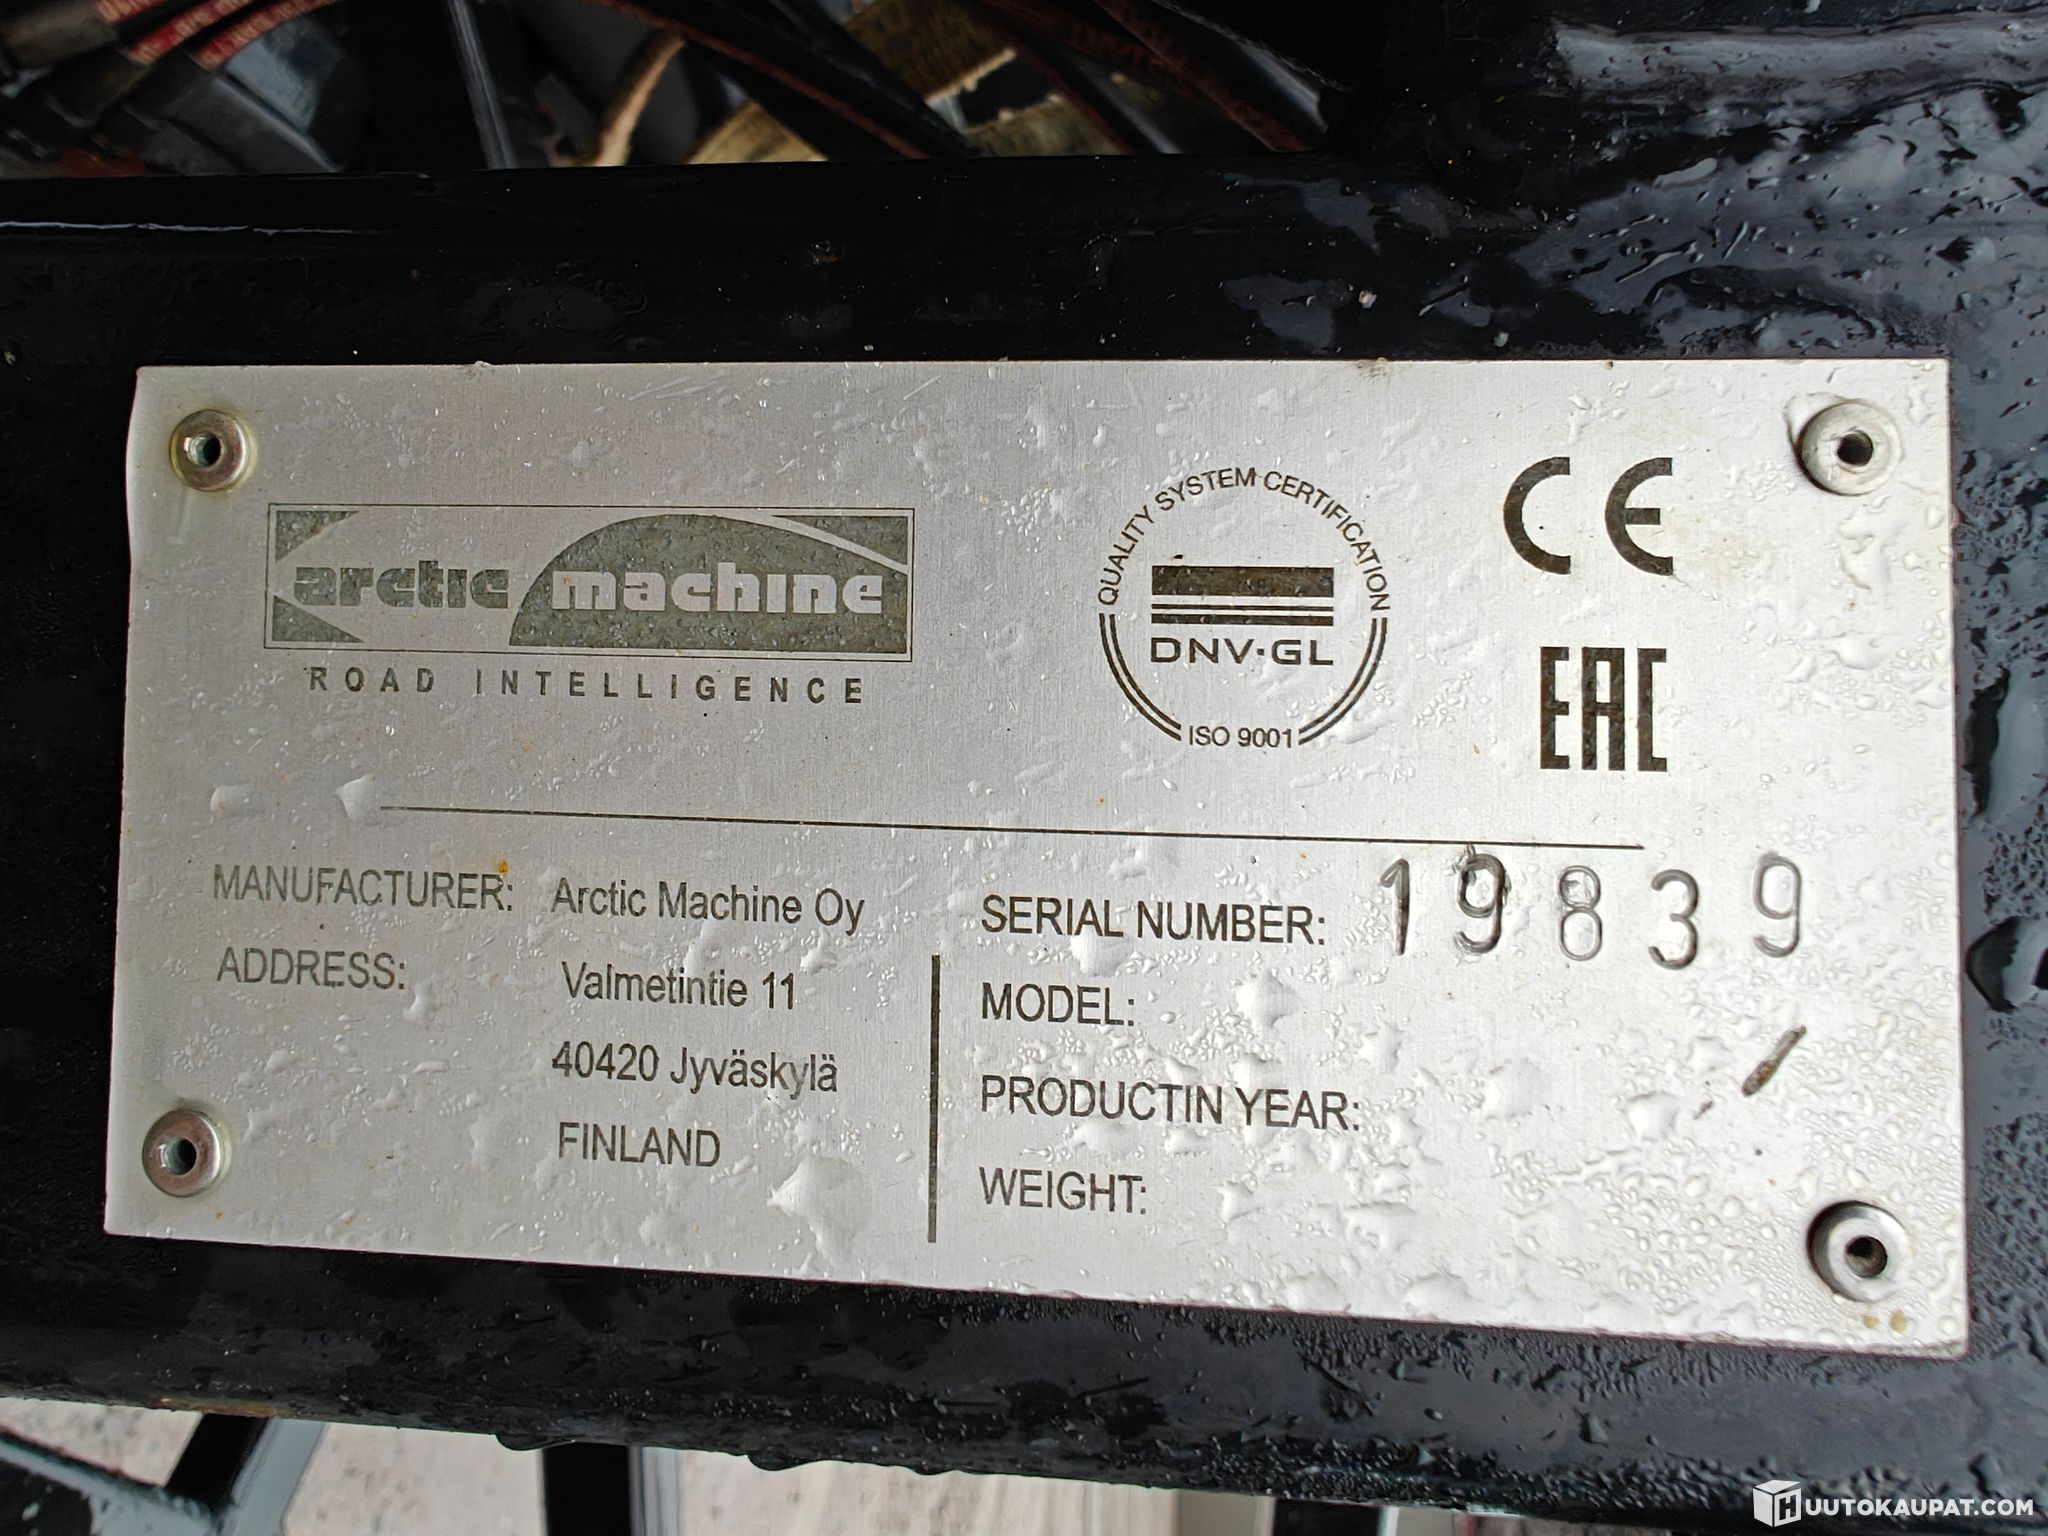 arctic machine
ROAD INTELLIGENCE
QUALITY SYSTEM CERTIFICATION
DNV·GL
ISO 9001
CE
EAC
MANUFACTURER: Arctic Machine Oy
ADDRESS: Valmetintie 11
40420 Jyväskylä
FINLAND
SERIAL NUMBER: 19839
MODEL:
PRODUCTIN YEAR:
WEIGHT:
HUUTOKAUPAT.COM